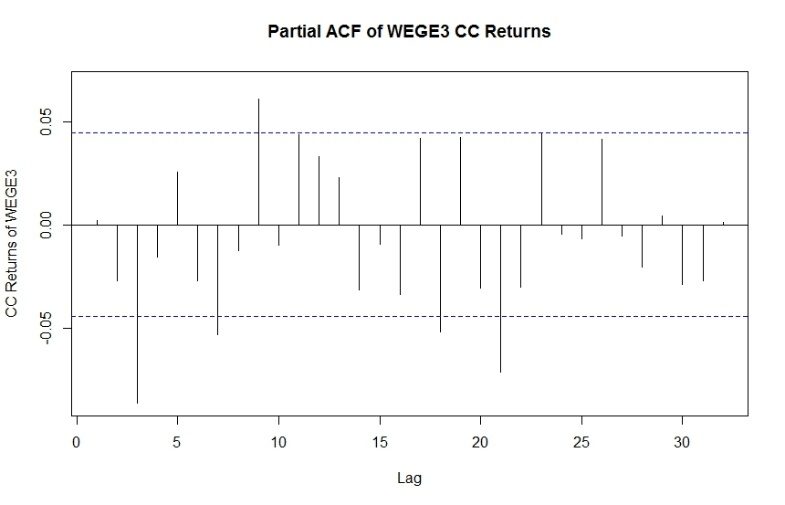 Partial ACF of WEGE3 CC Returns
CC Returns of WEGE3
0.05
0.00
-0.05
0 5 10 15 20 25 30
Lag